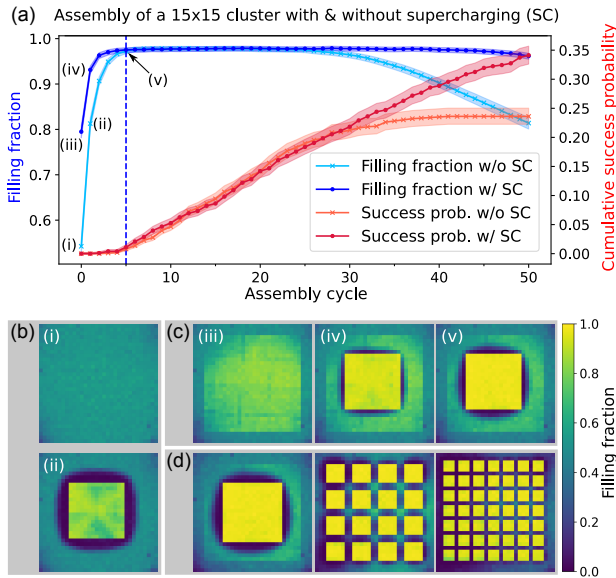 (a)
Assembly of a 15x15 cluster with & without supercharging (SC)
1.0
0.9
0.8
0.7
0.6
Filling fraction
0.35
0.30
0.25
0.20
0.15
0.10
0.05
0.00
Cumulative success probability
(iv)
(ii)
(iii)
(i)
(v)
Filling fraction w/o SC
Filling fraction w/ SC
Success prob. w/o SC
Success prob. w/ SC
0 10 20 30 40 50
Assembly cycle
(b) (i)
(c) (iii) (iv) (v)
(ii)
(d)
1.0
0.8
0.6
0.4
0.2
0.0
Filling fraction